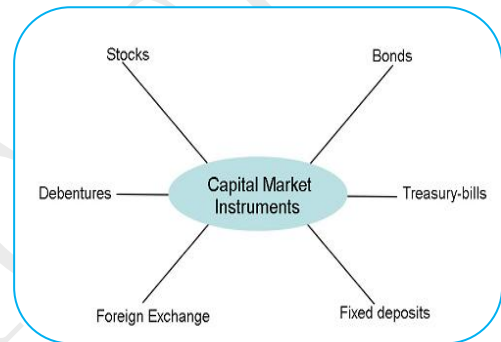 Stocks
Bonds
Debentures
Capital Market
Instruments
Treasury-bills
Foreign Exchange
Fixed deposits